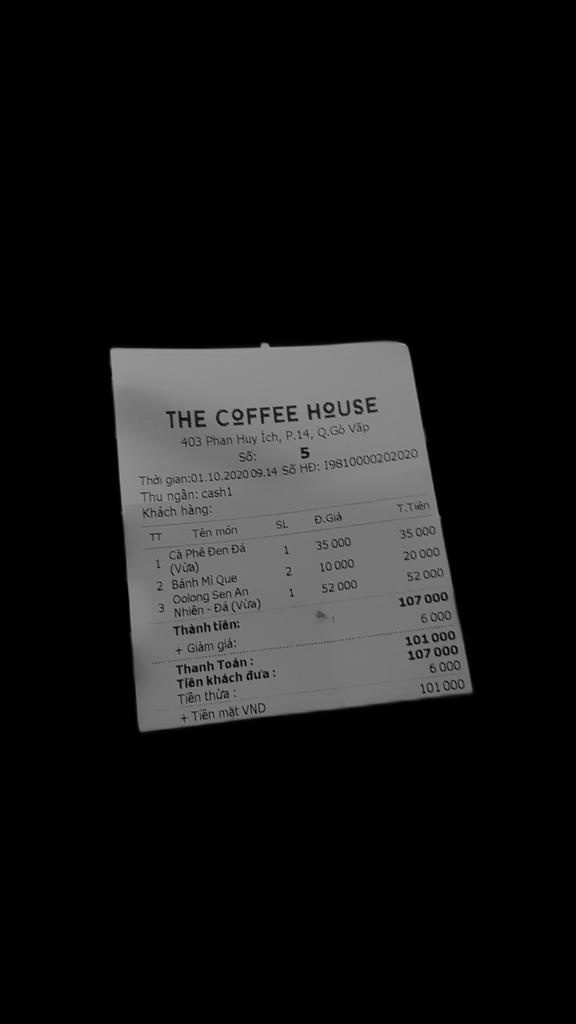 THE COFFEE HOUSE
403 Phan Huy Ích, P.14, Q.Gò Vấp
Số: 5
Thời gian:01.10.2020 09.14 Số HĐ: I9810000202020
Thu ngân: cash1
Khách hàng:
TT Tên món SL Đ.Giá T.Tiền
1 Cà Phê Đen Đá (Vừa) 1 35 000 35 000
2 Bánh Mì Que 2 10 000 20 000
3 Oolong Sen An Nhiên - Đá (Vừa) 1 52 000 52 000
Thành tiền: 107 000
+ Giảm giá: 6 000
Thanh Toán : 101 000
Tiền khách đưa : 107 000
Tiền thừa : 6 000
+ Tiền mặt VND 101 000